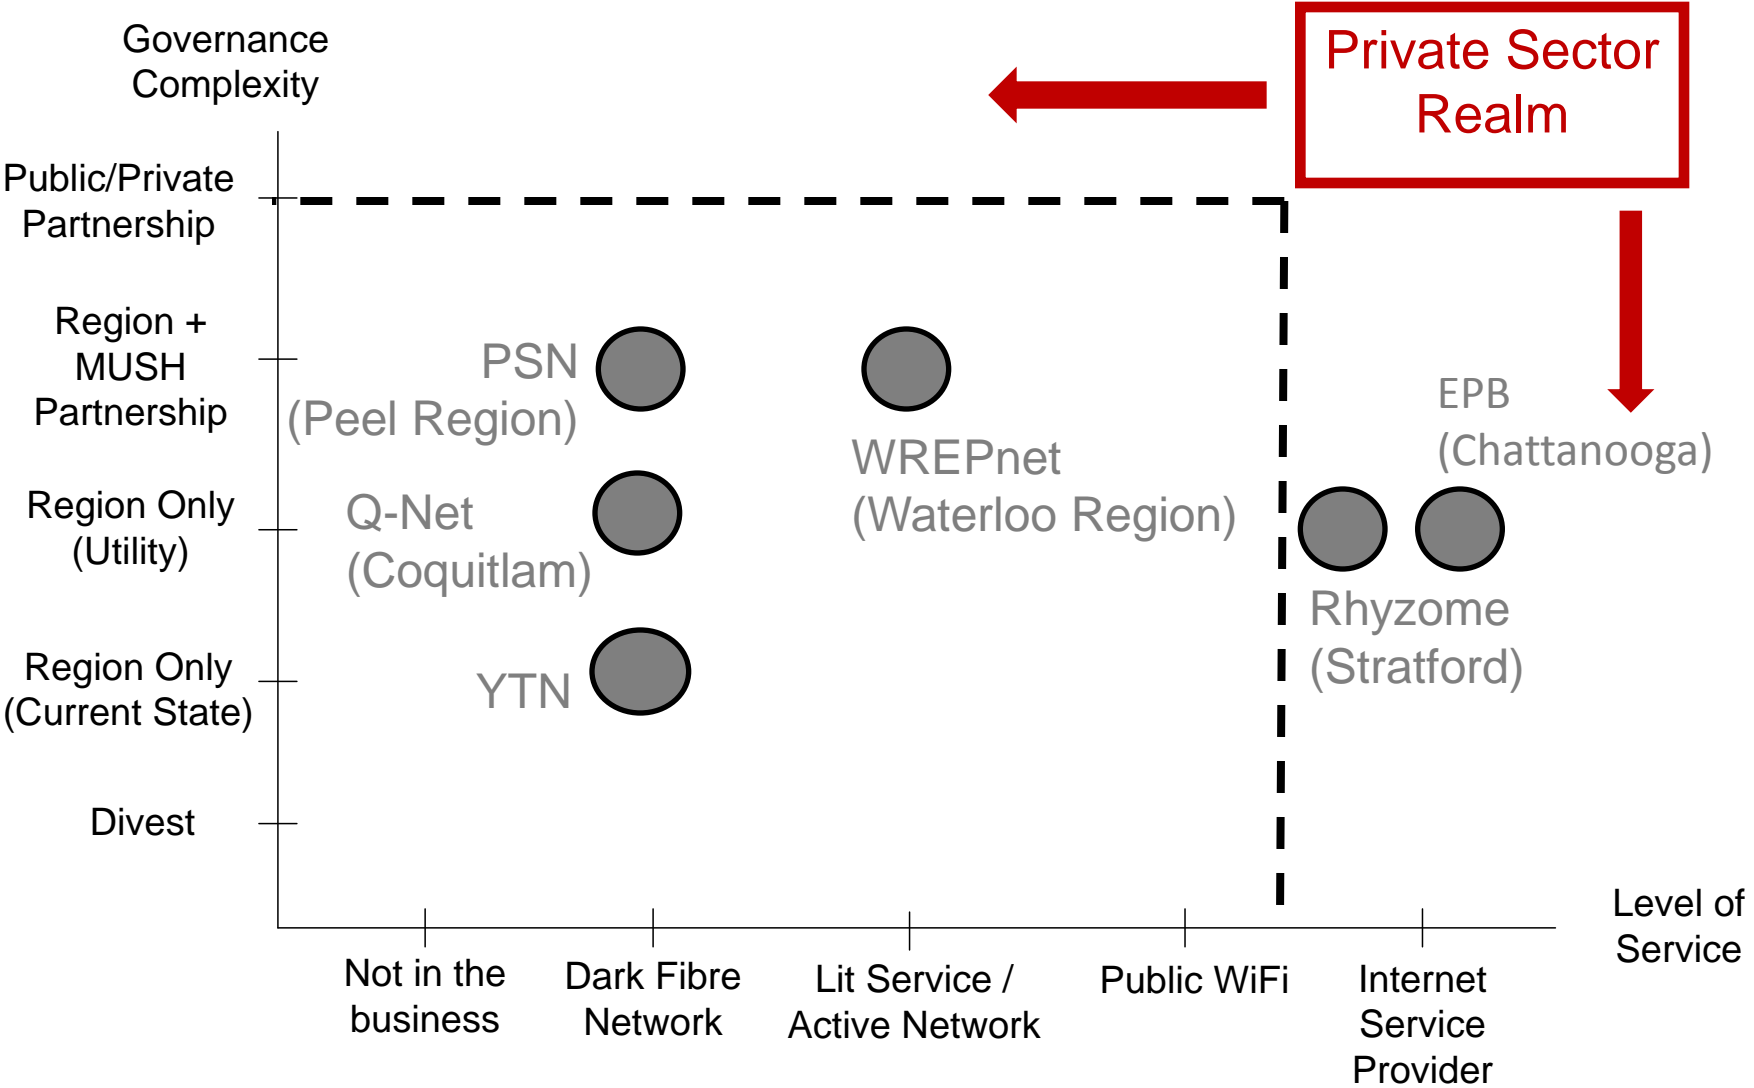 Governance
Complexity
Private Sector
Realm
Public/Private
Partnership
Region +
MUSH
Partnership
PSN
(Peel Region)
WREPnet
(Waterloo Region)
EPB
(Chattanooga)
Region Only
(Utility)
Q-Net
(Coquitlam)
Rhyzome
(Stratford)
Region Only
(Current State)
YTN
Divest
Level of
Service
Not in the
business
Dark Fibre
Network
Lit Service /
Active Network
Public WiFi
Internet
Service
Provider